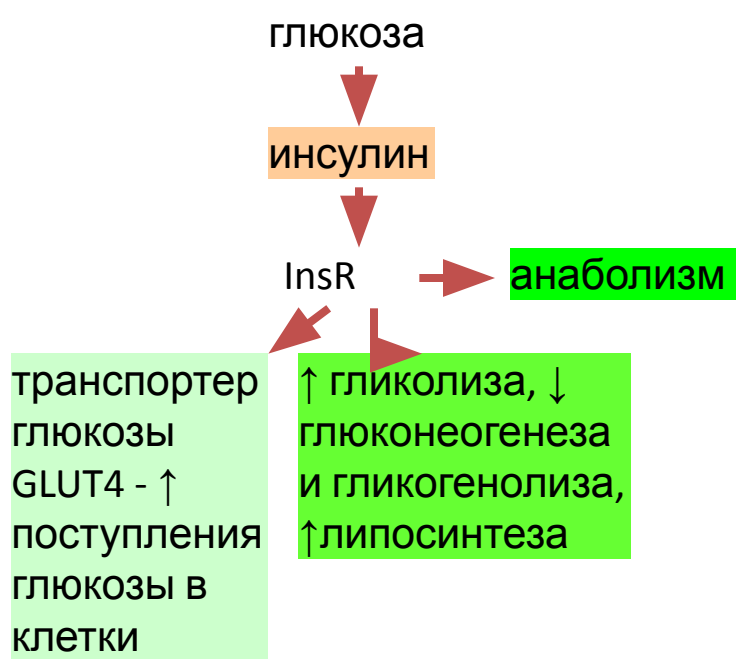 глюкоза
инсулин
InsR
анаболизм
транспортер
глюкозы
GLUT4 - ↑
поступления
глюкозы в
клетки
↑ гликолиза, ↓
глюконеогенеза
и гликогенолиза,
↑липосинтеза